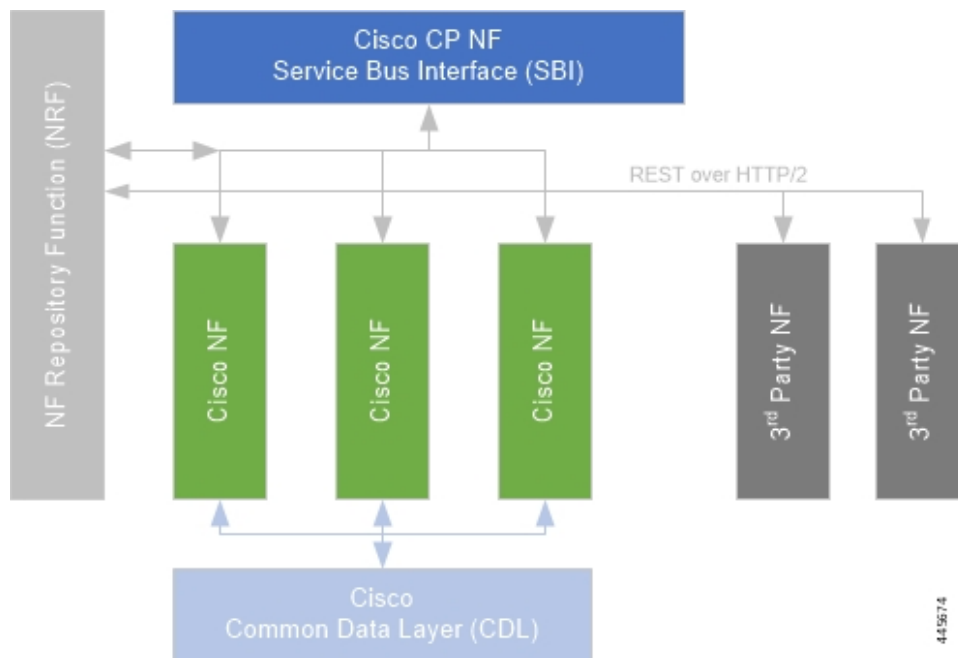 Cisco CP NF
Service Bus Interface (SBI)
NF Repository Function (NRF)
REST over HTTP/2
Cisco NF
Cisco NF
Cisco NF
3rd Party NF
3rd Party NF
Cisco
Common Data Layer (CDL)
445674